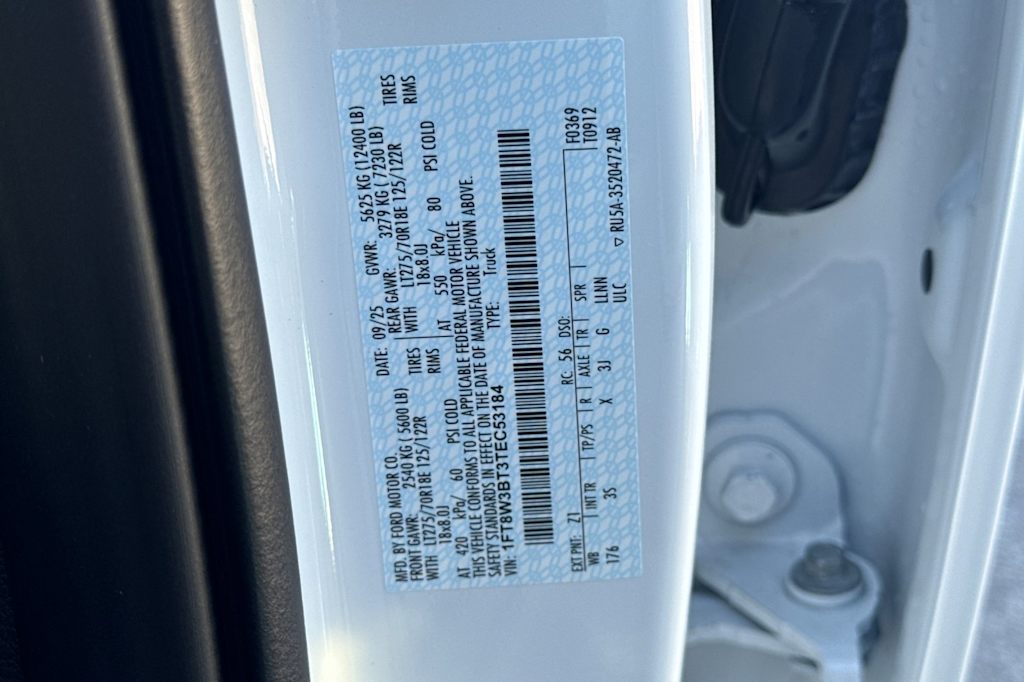 MFD. BY FORD MOTOR CO.
DATE: 09/25 GVWR: 5625 KG (12400 LB)
FRONT GAWR: 2540 KG ( 5600 LB)
REAR GAWR: 3279 KG ( 7230 LB)
WITH LT275/70R18E 125/122R TIRES
WITH LT275/70R18E 125/122R TIRES
18x8.0J RIMS
18x8.0J RIMS
AT 420 kPa/ 60 PSI COLD
AT 550 kPa/ 80 PSI COLD
THIS VEHICLE CONFORMS TO ALL APPLICABLE FEDERAL MOTOR VEHICLE
SAFETY STANDARDS IN EFFECT ON THE DATE OF MANUFACTURE SHOWN ABOVE.
VIN: 1FT8W3BT3TEC53184 TYPE: Truck
EXT PNT: Z1 RC: 56 DSO: F0369
WB INT TR TP/PS R AXLE TR SPR T0912
176 35 X 3J G LLNN
ULC ▽ RU5A-3520472-AB